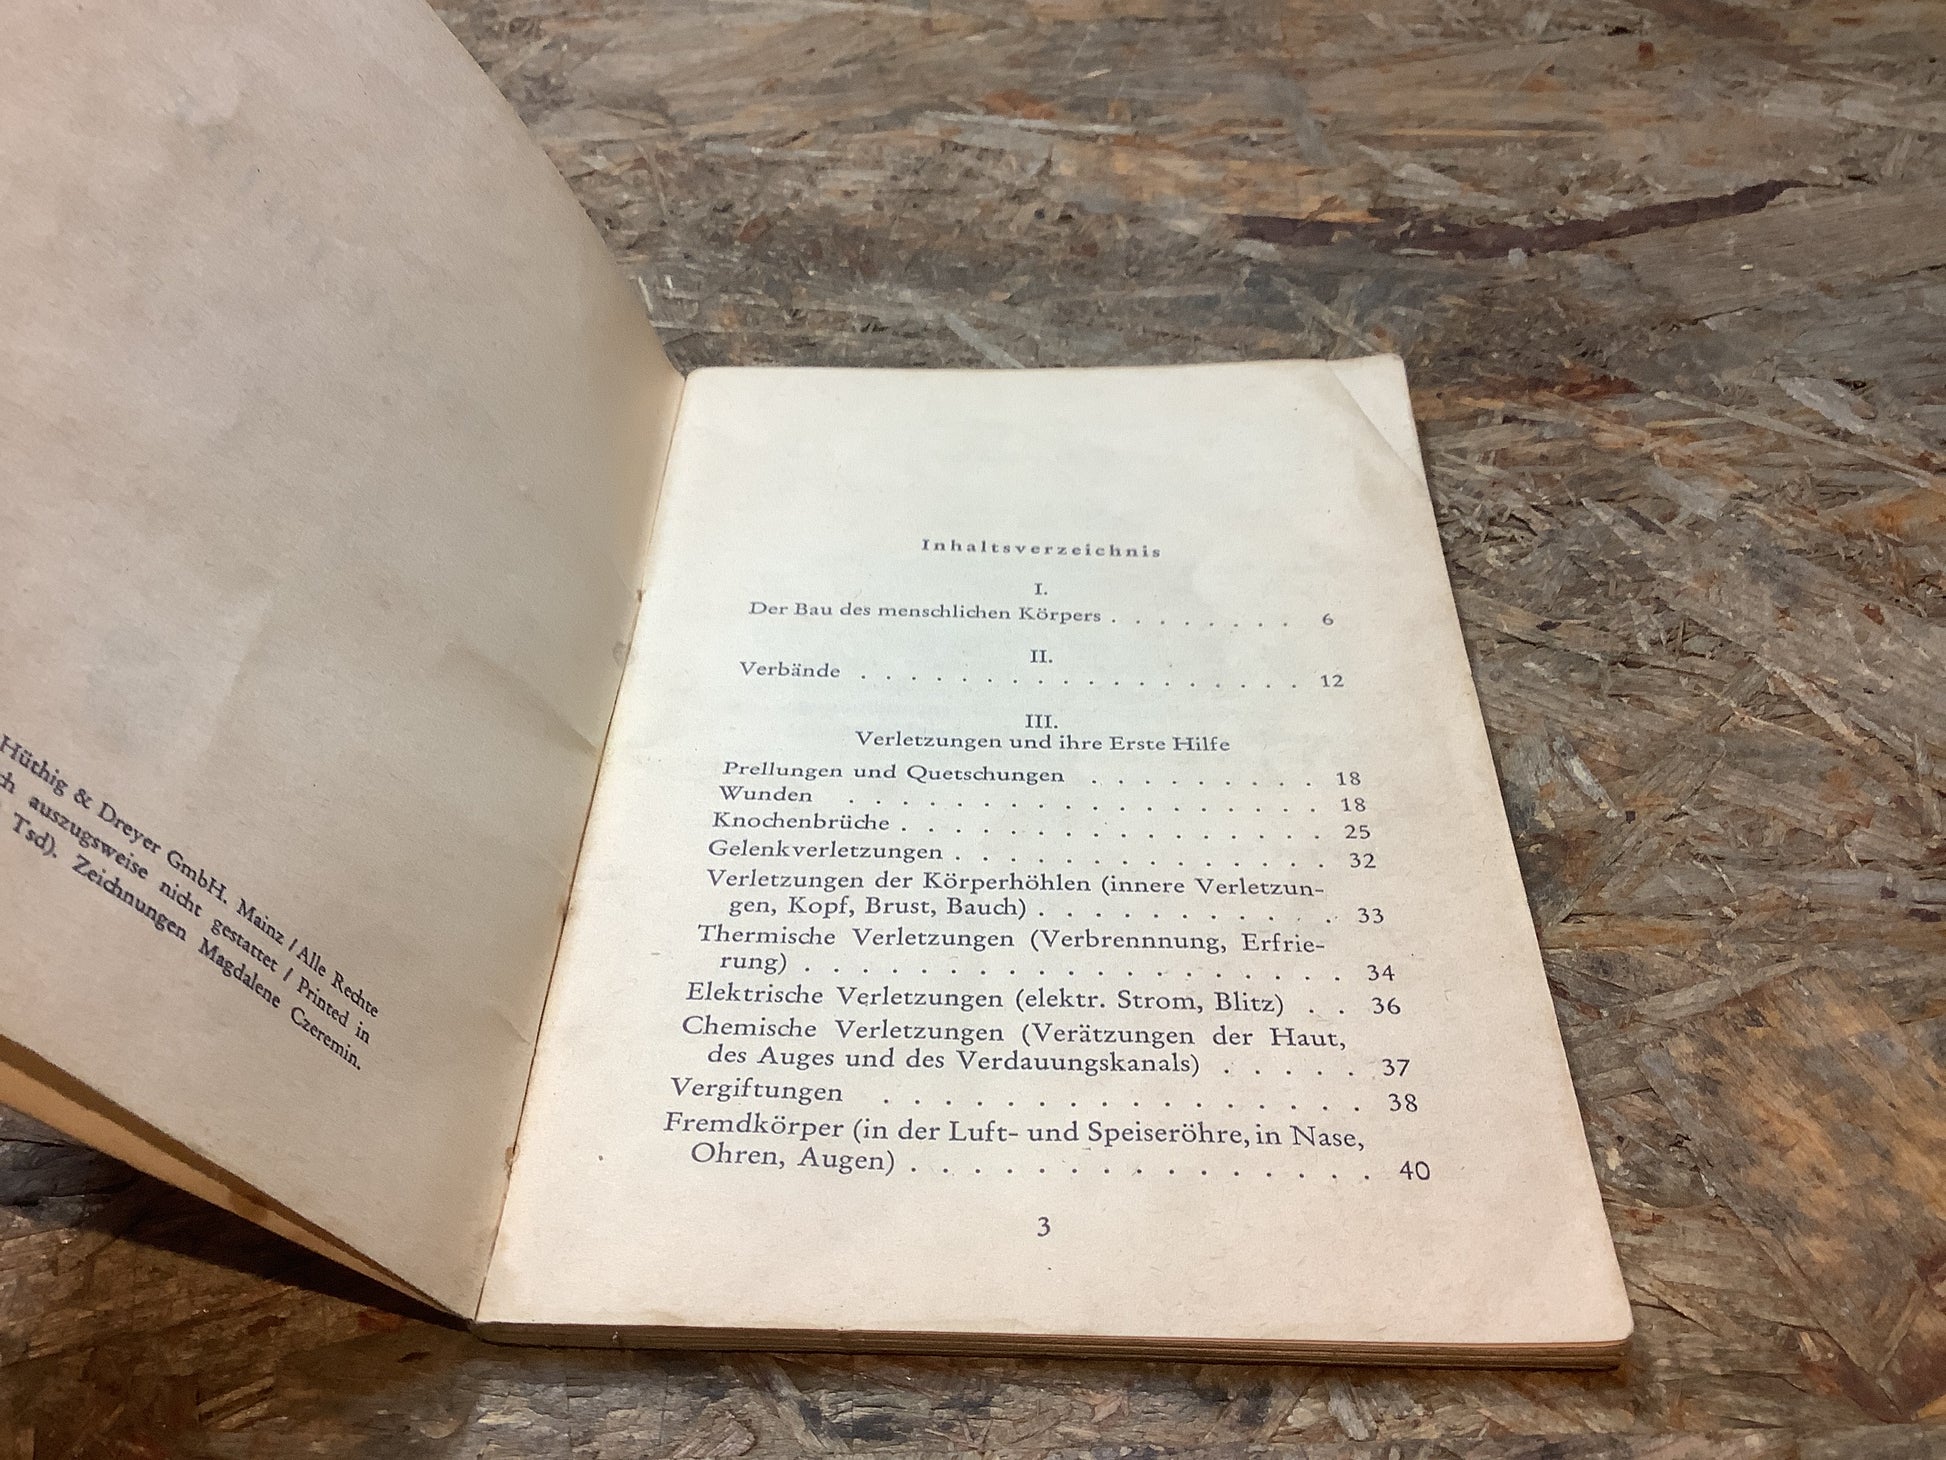 Hüthig & Dreyer GmbH. Mainz / Alle Rechte
auszugsweise nicht gestattet / Printed in
Tsd). Zeichnungen Magdalene Czeremin.
Inhaltsverzeichnis
I.
Der Bau des menschlichen Körpers . . . . . . . . 6
II.
Verbände . . . . . . . . . . . . . . . . . . 12
III.
Verletzungen und ihre Erste Hilfe
Prellungen und Quetschungen . . . . . . . . . 18
Wunden . . . . . . . . . . . . . . . . . . 18
Knochenbrüche . . . . . . . . . . . . . . . . 25
Gelenkverletzungen . . . . . . . . . . . . . . 32
Verletzungen der Körperhöhlen (innere Verletzun-
gen, Kopf, Brust, Bauch) . . . . . . . . . . . 33
Thermische Verletzungen (Verbrennnung, Erfrie-
rung) . . . . . . . . . . . . . . . . . . . 34
Elektrische Verletzungen (elektr. Strom, Blitz) . . 36
Chemische Verletzungen (Verätzungen der Haut,
des Auges und des Verdauungskanals) . . . . . 37
Vergiftungen . . . . . . . . . . . . . . . . 38
Fremdkörper (in der Luft- und Speiseröhre, in Nase,
Ohren, Augen) . . . . . . . . . . . . . . . 40
3